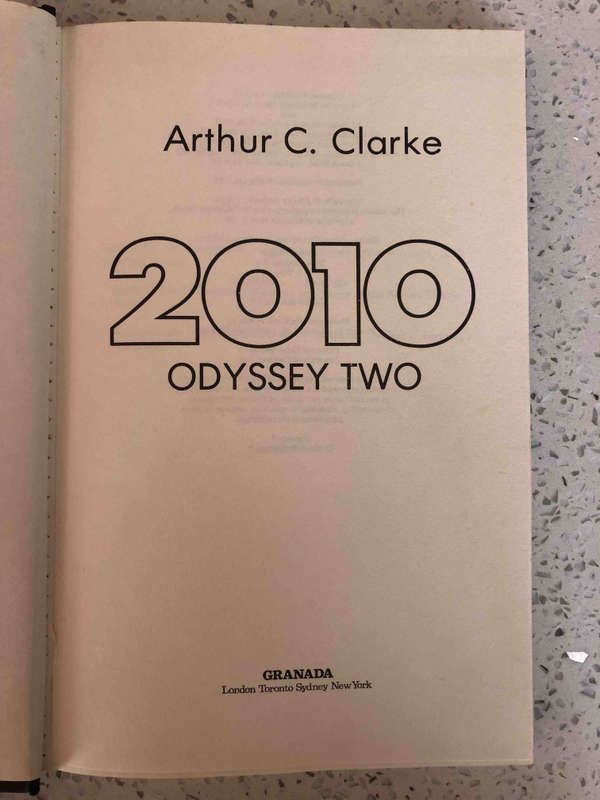 Arthur C. Clarke
2010
ODYSSEY TWO
GRANADA
London Toronto Sydney New York